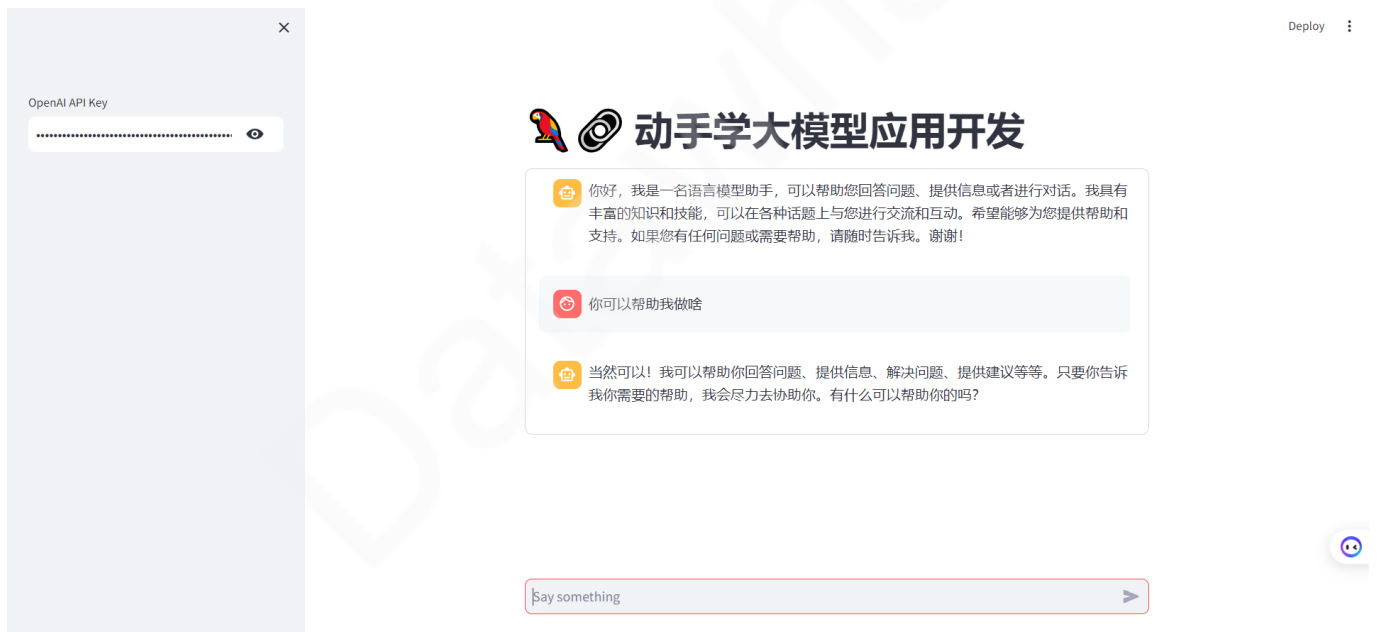 Deploy
OpenAI API Key
动手学大模型应用开发
你好，我是一名语言模型助手，可以帮助您回答问题、提供信息或者进行对话。我具有
丰富的知识和技能，可以在各种话题上与您进行交流和互动。希望能够为您提供帮助和
支持。如果您有任何问题或需要帮助，请随时告诉我。谢谢！
你可以帮助我做啥
当然可以！我可以帮助你回答问题、提供信息、解决问题、提供建议等等。只要你告诉
我你需要的帮助，我会尽力去协助你。有什么可以帮助你的吗？
Say something